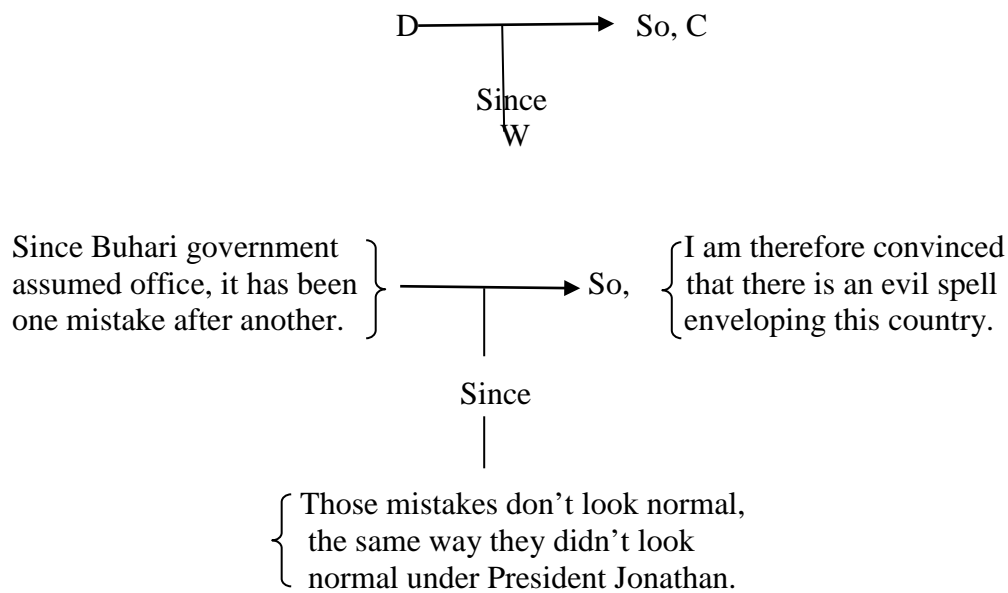 D So, C
Since
W
Since Buhari government
assumed office, it has been
one mistake after another.
So,
I am therefore convinced
that there is an evil spell
enveloping this country.
Since
Those mistakes don’t look normal,
the same way they didn’t look
normal under President Jonathan.